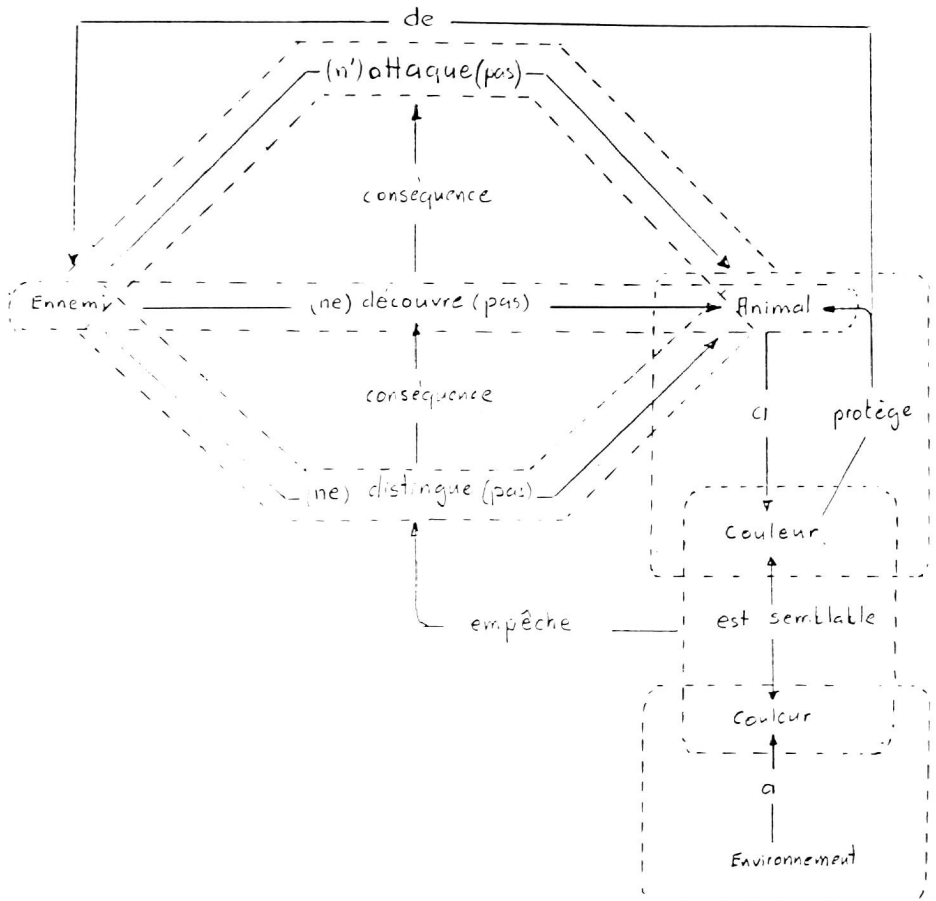 de
(n') attaque (pas)
conséquence
Ennemi (ne) découvre (pas) Animal
conséquence
a protège
(ne) distingue (pas)
Couleur
empêche est semblable
Couleur
a
Environnement